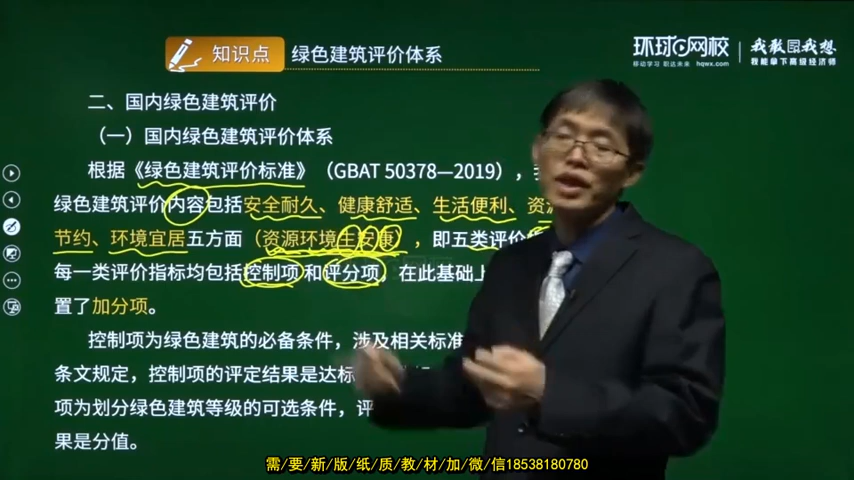 知识点 绿色建筑评价体系
环球网校 我敢我想
移动学习 职达未来 hqwx.com 我能拿下高级经济师
二、国内绿色建筑评价
（一）国内绿色建筑评价体系
根据《绿色建筑评价标准》（GBAT 50378—2019），
绿色建筑评价内容包括安全耐久、健康舒适、生活便利、资
节约、环境宜居五方面（资源环境生安康），即五类评价
每一类评价指标均包括控制项和评分项，在此基础上
置了加分项。
控制项为绿色建筑的必备条件，涉及相关标准
条文规定，控制项的评定结果是达标
项为划分绿色建筑等级的可选条件，评
果是分值。
需/要/新/版/纸/质/教/材/加/微/信18538180780